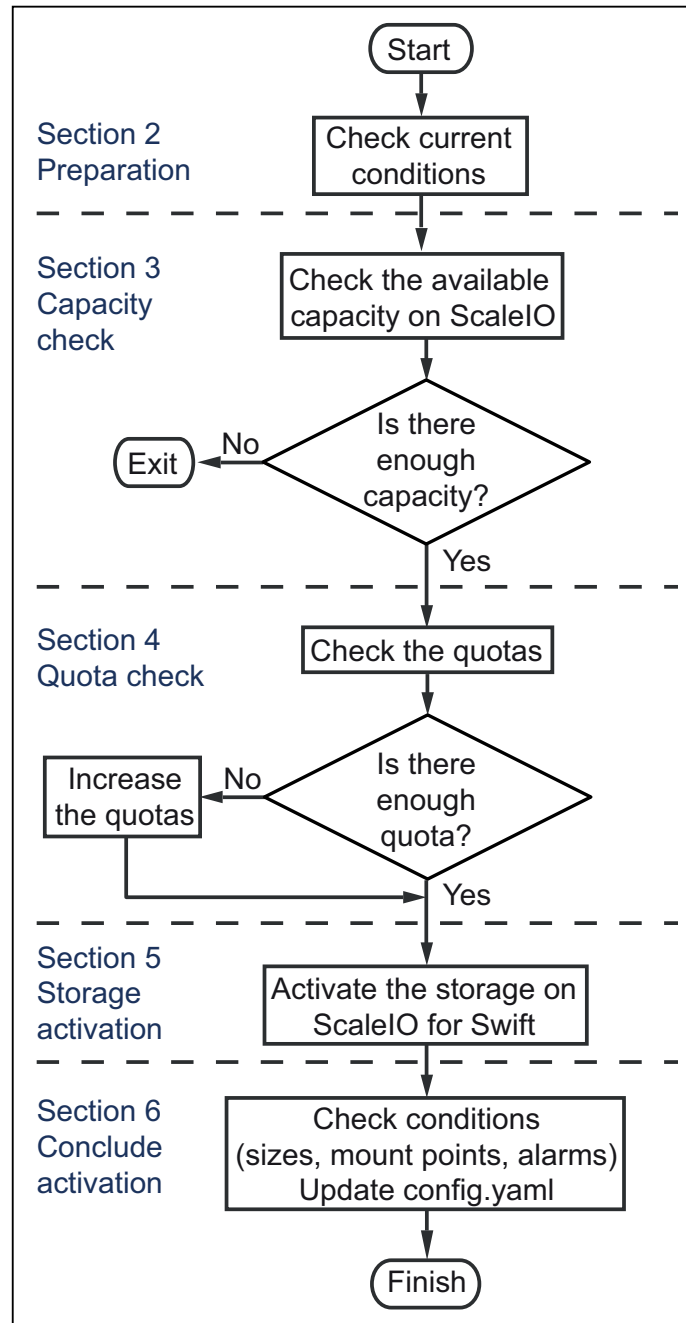 Start
Section 2
Preparation
Check current
conditions
Section 3
Capacity
check
Check the available
capacity on ScaleIO
Is there
enough
capacity?
No
Exit
Yes
Section 4
Quota check
Check the quotas
Is there
enough
quota?
No
Increase
the quotas
Yes
Section 5
Storage
activation
Activate the storage on
ScaleIO for Swift
Section 6
Conclude
activation
Check conditions
(sizes, mount points, alarms)
Update config.yaml
Finish